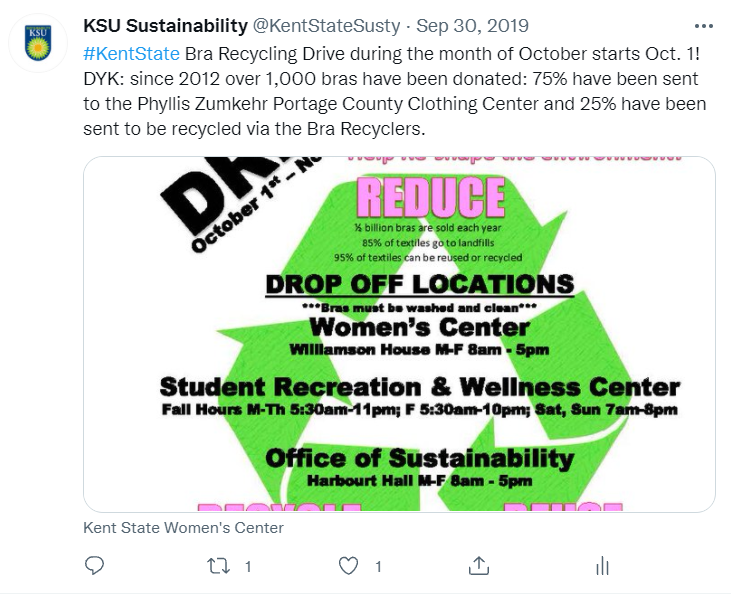 KSU
KSU Sustainability @KentStateSusty · Sep 30, 2019
#KentState Bra Recycling Drive during the month of October starts Oct. 1!
DYK: since 2012 over 1,000 bras have been donated: 75% have been sent
to the Phyllis Zumkehr Portage County Clothing Center and 25% have been
sent to be recycled via the Bra Recyclers.
October 1st – No
REDUCE
½ billion bras are sold each year
85% of textiles go to landfills
95% of textiles can be reused or recycled
DROP OFF LOCATIONS
***Bras must be washed and clean***
Women's Center
Williamson House M-F 8am - 5pm
Student Recreation & Wellness Center
Fall Hours M-Th 5:30am-11pm; F 5:30am-10pm; Sat, Sun 7am-8pm
Office of Sustainability
Harbourt Hall M-F 8am - 5pm
RECYCLE REUSE
Kent State Women's Center
1 1